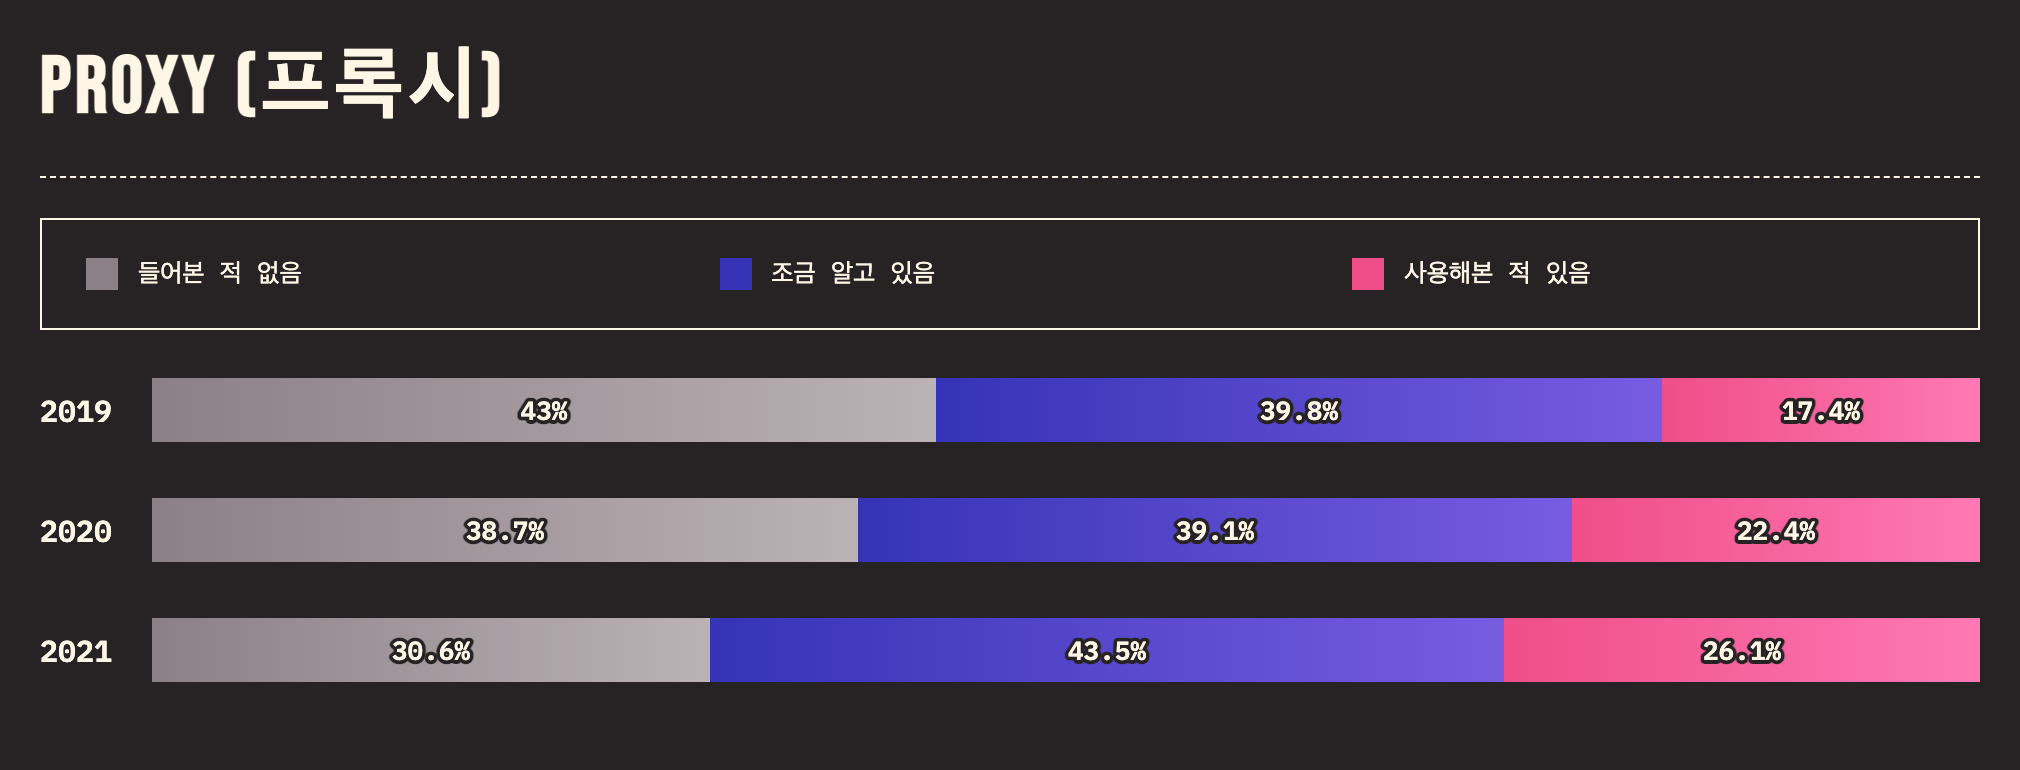 PROXY (프록시)
들어본 적 없음 조금 알고 있음 사용해본 적 있음
2019 43% 39.8% 17.4%
2020 38.7% 39.1% 22.4%
2021 30.6% 43.5% 26.1%